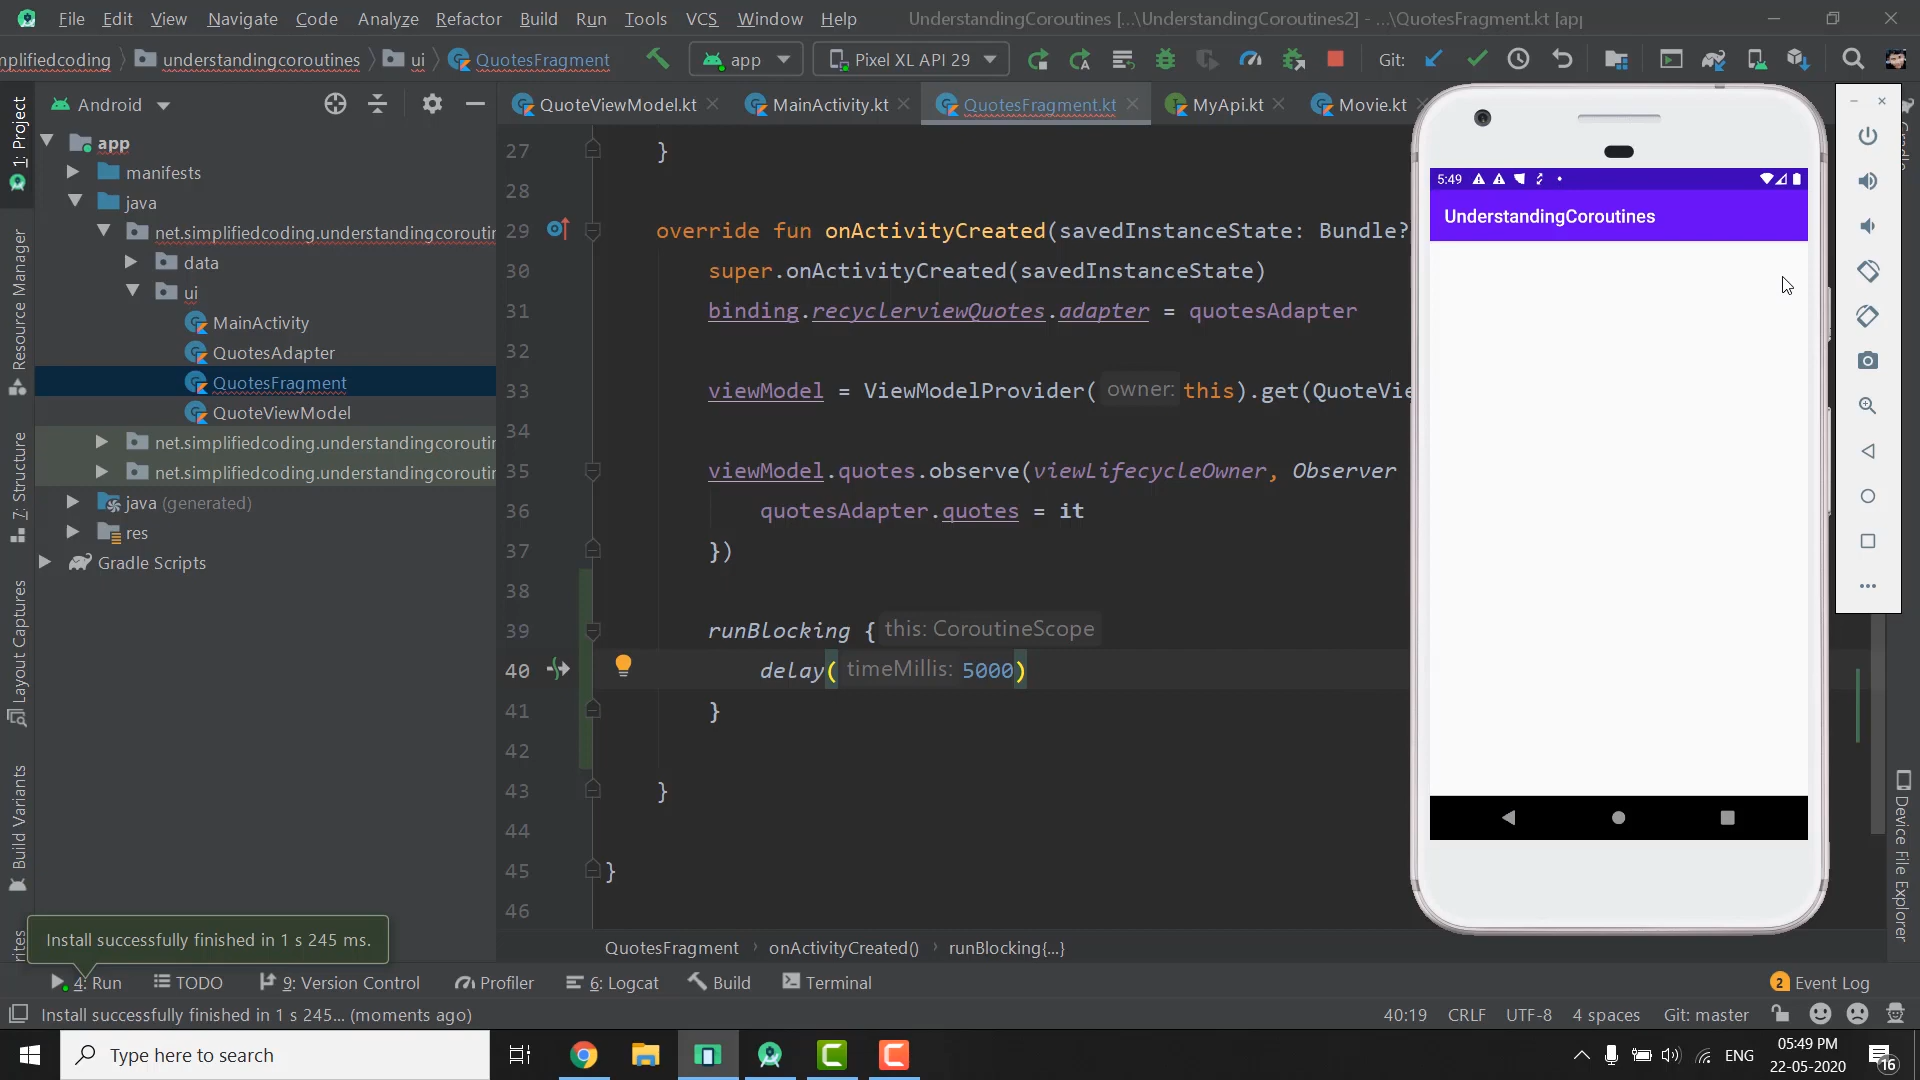 File Edit View Navigate Code Analyze Refactor Build Run Tools VCS Window Help UnderstandingCoroutines [...\UnderstandingCoroutines2] - ...\QuotesFragment.kt [app
mplifiedcoding understandingcoroutines ui QuotesFragment app Pixel XL API 29 Git:
Android QuoteViewModel.kt MainActivity.kt QuotesFragment.kt MyApi.kt Movie.kt
1: Project
Resource Manager
Z: Structure
Layout Captures
Build Variants
rites
app
manifests
java
net.simplifiedcoding.understandingcoroutin
data
ui
MainActivity
QuotesAdapter
QuotesFragment
QuoteViewModel
net.simplifiedcoding.understandingcoroutin
net.simplifiedcoding.understandingcoroutin
java (generated)
res
Gradle Scripts
27 }
28
29 override fun onActivityCreated(savedInstanceState: Bundle?
30 super.onActivityCreated(savedInstanceState)
31 binding.recyclerviewQuotes.adapter = quotesAdapter
32
33 viewModel = ViewModelProvider( owner: this).get(QuoteVie
34
35 viewModel.quotes.observe(viewLifecycleOwner, Observer
36 quotesAdapter.quotes = it
37 })
38
39 runBlocking { this: CoroutineScope
40 delay( timeMillis: 5000)
41 }
42
43 }
44
45 }
46
5:49
UnderstandingCoroutines
Device File Explorer
Install successfully finished in 1 s 245 ms.
QuotesFragment › onActivityCreated() › runBlocking{...}
4: Run TODO 9: Version Control Profiler 6: Logcat Build Terminal 2 Event Log
Install successfully finished in 1 s 245... (moments ago) 40:19 CRLF UTF-8 4 spaces Git: master
Type here to search ENG 05:49 PM
22-05-2020 16